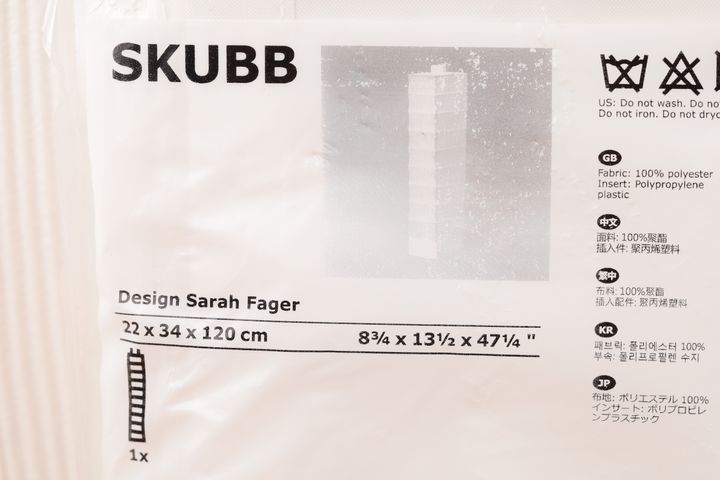 SKUBB
Design Sarah Fager
22 x 34 x 120 cm
8¾ x 13½ x 47¼ "
1x
US: Do not wash. Do no
Do not iron. Do not dryc
GB
Fabric: 100% polyester
Insert: Polypropylene
plastic
中文
面料: 100%聚酯
插入件: 聚丙烯塑料
繁中
布料: 100%聚酯
插入配件: 聚丙烯塑料
KR
패브릭: 폴리에스터 100%
부속: 폴리프로필렌 수지
JP
布地: ポリエステル 100%
インサート: ポリプロピレ
ンプラスチック